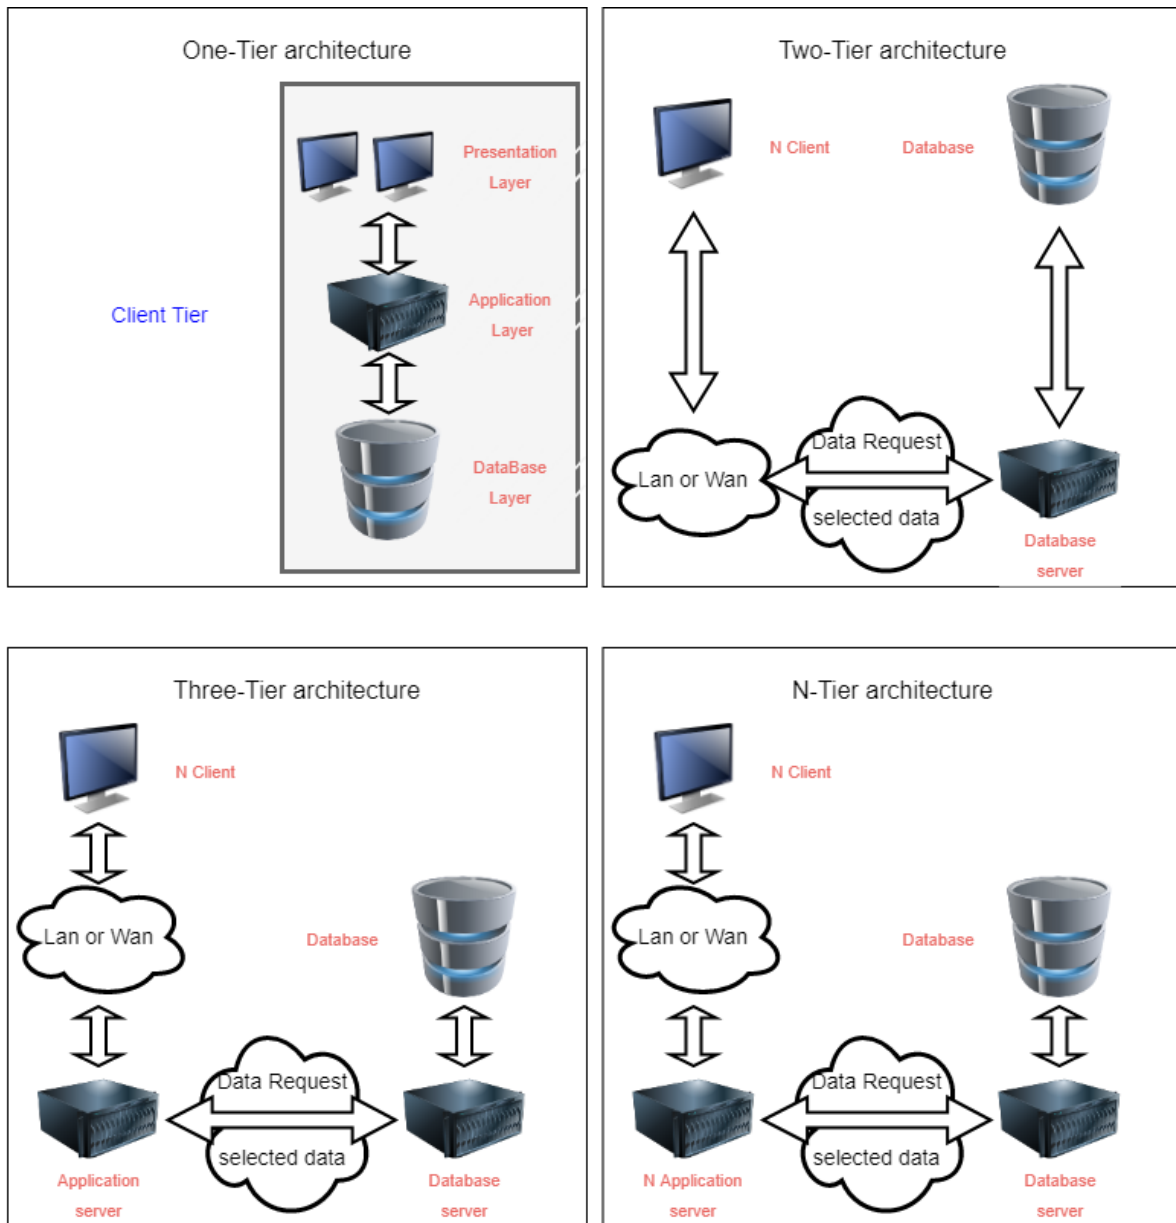 One-Tier architecture
Presentation
Layer
Client Tier
Application
Layer
DataBase
Layer
Two-Tier architecture
N Client
Database
Lan or Wan
Data Request
selected data
Database
server
Three-Tier architecture
N Client
Lan or Wan
Database
Data Request
selected data
Application
server
Database
server
N-Tier architecture
N Client
Lan or Wan
Database
Data Request
selected data
N Application
server
Database
server